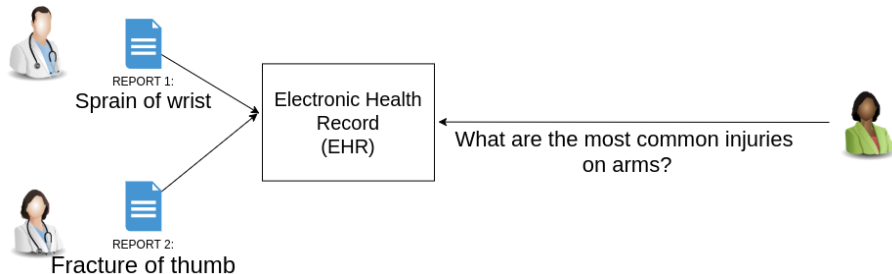 REPORT 1:
Sprain of wrist
Electronic Health
Record
(EHR)
What are the most common injuries
on arms?
REPORT 2:
Fracture of thumb